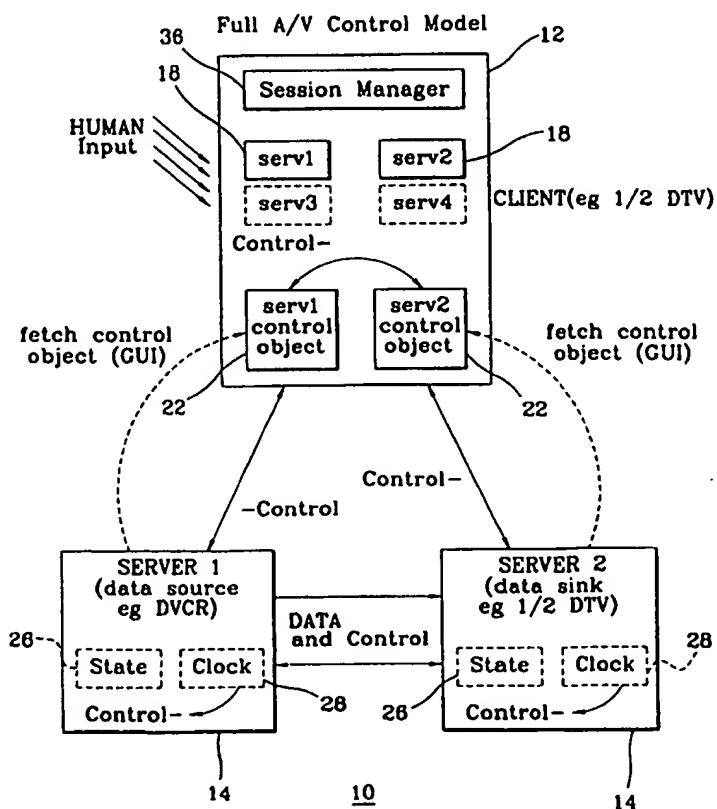 Full A/V Control Model
36
12
18
Session Manager
HUMAN
Input
18
serv1
serv2
serv3
serv4
CLIENT(eg 1/2 DTV)
Control-
serv1
control
object
serv2
control
object
fetch control
object (GUI)
fetch control
object (GUI)
22
22
-Control
Control-
SERVER 1
(data source
eg DVCR)
SERVER 2
(data sink
eg 1/2 DTV)
DATA
and Control
26
State
Clock
28
Control-
26
State
Clock
28
Control-
14
10
14